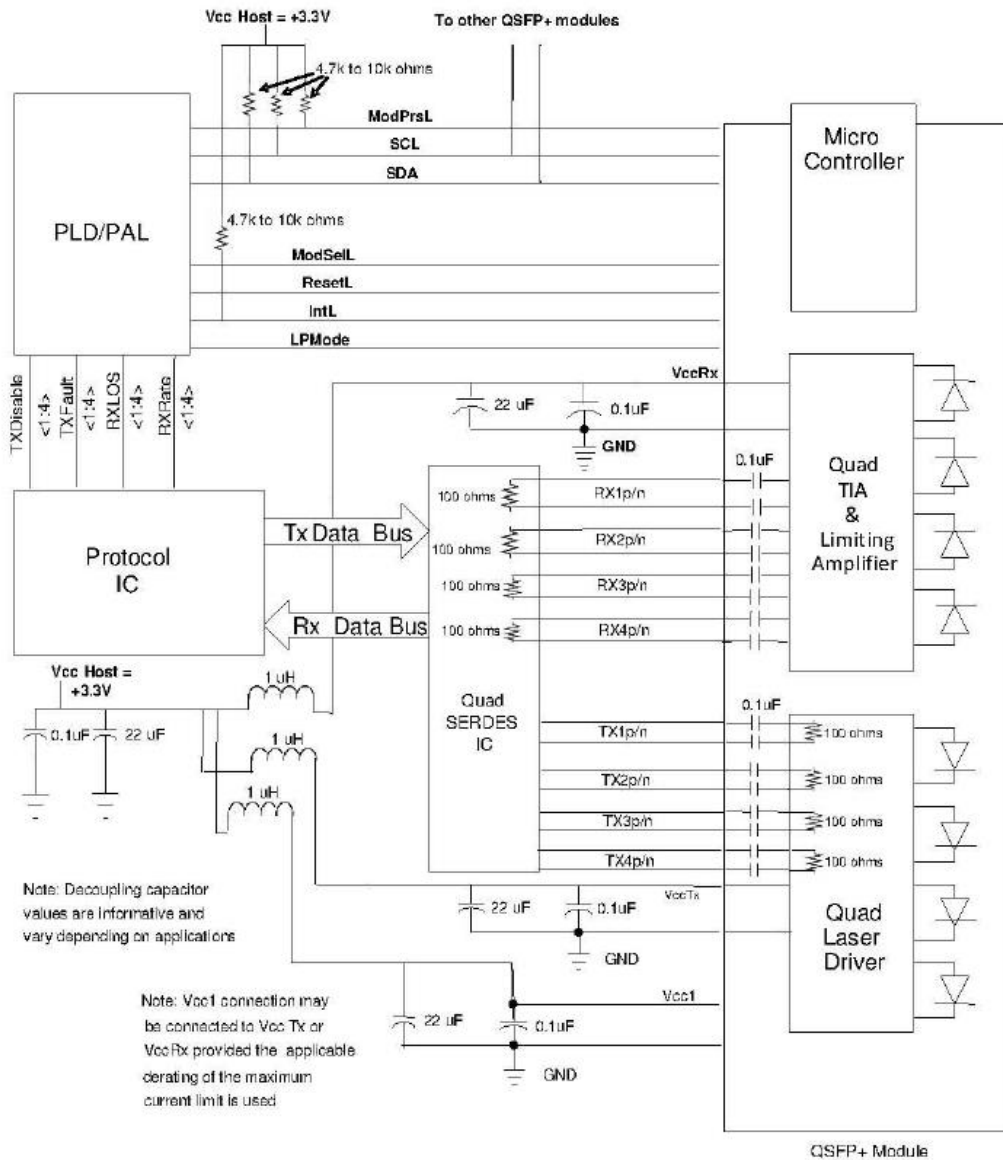 Vcc Host = +3.3V
To other QSFP+ modules
4.7k to 10k ohms
ModPrsL
SCL
SDA
Micro
Controller
PLD/PAL
4.7k to 10k ohms
ModSelL
ResetL
IntL
LPMode
TXDisable
<1:4>
TXFault
<1:4>
RXLOS
<1:4>
RXRate
<1:4>
VccRx
22 uF
0.1uF
GND
0.1uF
Quad
TIA
&
Limiting
Amplifier
100 ohms
RX1p/n
100 ohms
RX2p/n
100 ohms
RX3p/n
100 ohms
RX4p/n
Protocol
IC
Tx Data Bus
Rx Data Bus
Vcc Host =
+3.3V
1 uH
1 uH
1 uH
0.1uF
22 uF
Quad
SERDES
IC
0.1uF
TX1p/n
100 ohms
TX2p/n
100 ohms
TX3p/n
100 ohms
TX4p/n
100 ohms
Note: Decoupling capacitor
values are informative and
vary depending on applications
VccTx
22 uF
0.1uF
GND
Quad
Laser
Driver
Note: Vcc1 connection may
be connected to Vcc Tx or
VccRx provided the applicable
derating of the maximum
current limit is used
Vcc1
22 uF
0.1uF
GND
QSFP+ Module